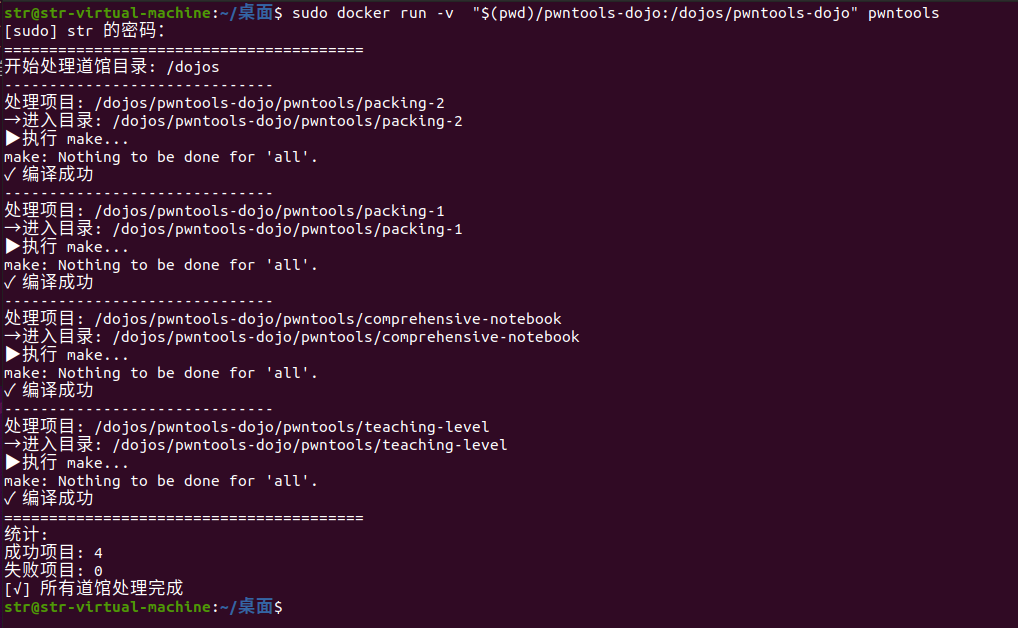 str@str-virtual-machine:~/桌面$ sudo docker run -v  "$(pwd)/pwntools-dojo:/dojos/pwntools-dojo" pwntools
[sudo] str 的密码：
========================================
开始处理道馆目录: /dojos
------------------------------
处理项目: /dojos/pwntools-dojo/pwntools/packing-2
→进入目录: /dojos/pwntools-dojo/pwntools/packing-2
▶执行 make...
make: Nothing to be done for 'all'.
✓ 编译成功
------------------------------
处理项目: /dojos/pwntools-dojo/pwntools/packing-1
→进入目录: /dojos/pwntools-dojo/pwntools/packing-1
▶执行 make...
make: Nothing to be done for 'all'.
✓ 编译成功
------------------------------
处理项目: /dojos/pwntools-dojo/pwntools/comprehensive-notebook
→进入目录: /dojos/pwntools-dojo/pwntools/comprehensive-notebook
▶执行 make...
make: Nothing to be done for 'all'.
✓ 编译成功
------------------------------
处理项目: /dojos/pwntools-dojo/pwntools/teaching-level
→进入目录: /dojos/pwntools-dojo/pwntools/teaching-level
▶执行 make...
make: Nothing to be done for 'all'.
✓ 编译成功
========================================
统计:
成功项目: 4
失败项目: 0
[√] 所有道馆处理完成
str@str-virtual-machine:~/桌面$